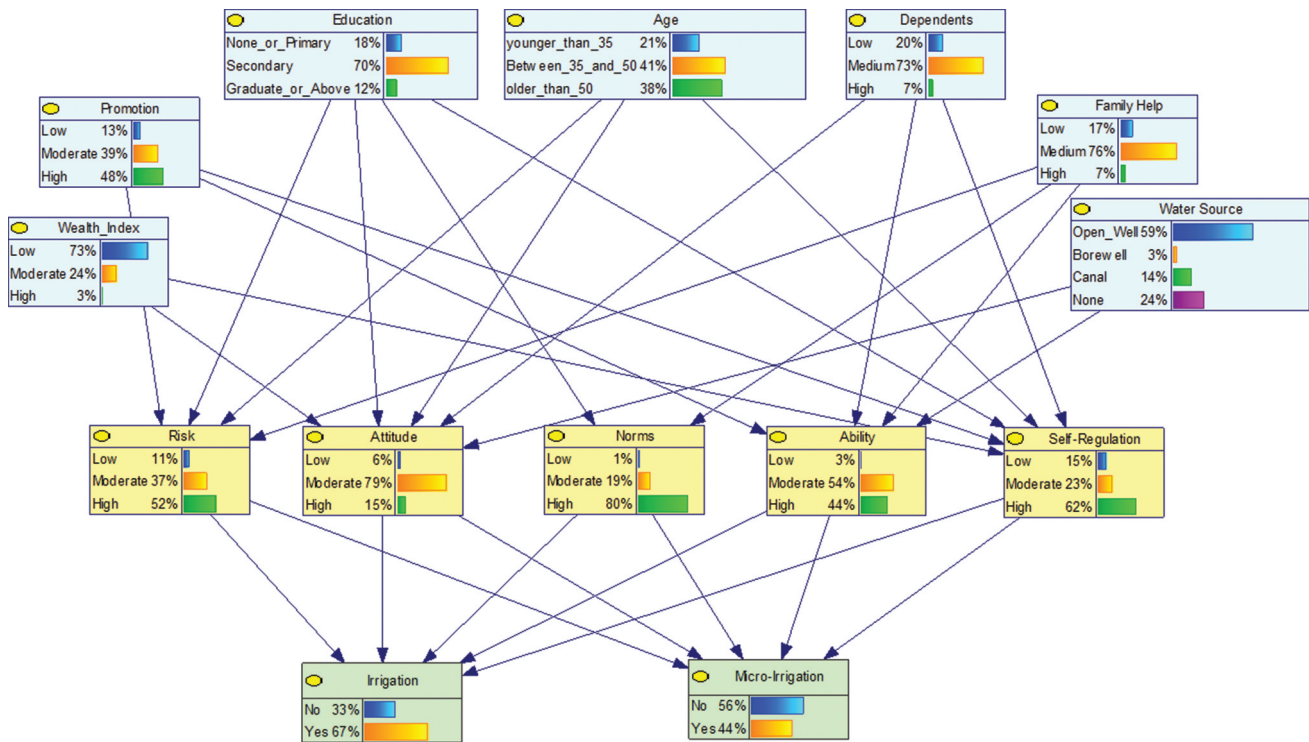 Education
None_or_Primary 18%
Secondary 70%
Graduate_or_Above 12%
Age
younger_than_35 21%
Between_35_and_50 41%
older_than_50 38%
Dependents
Low 20%
Medium 73%
High 7%
Promotion
Low 13%
Moderate 39%
High 48%
Family Help
Low 17%
Medium 76%
High 7%
Wealth_Index
Low 73%
Moderate 24%
High 3%
Water Source
Open_Well 59%
Borewell 3%
Canal 14%
None 24%
Risk
Low 11%
Moderate 37%
High 52%
Attitude
Low 6%
Moderate 79%
High 15%
Norms
Low 1%
Moderate 19%
High 80%
Ability
Low 3%
Moderate 54%
High 44%
Self-Regulation
Low 15%
Moderate 23%
High 62%
Irrigation
No 33%
Yes 67%
Micro-Irrigation
No 56%
Yes 44%